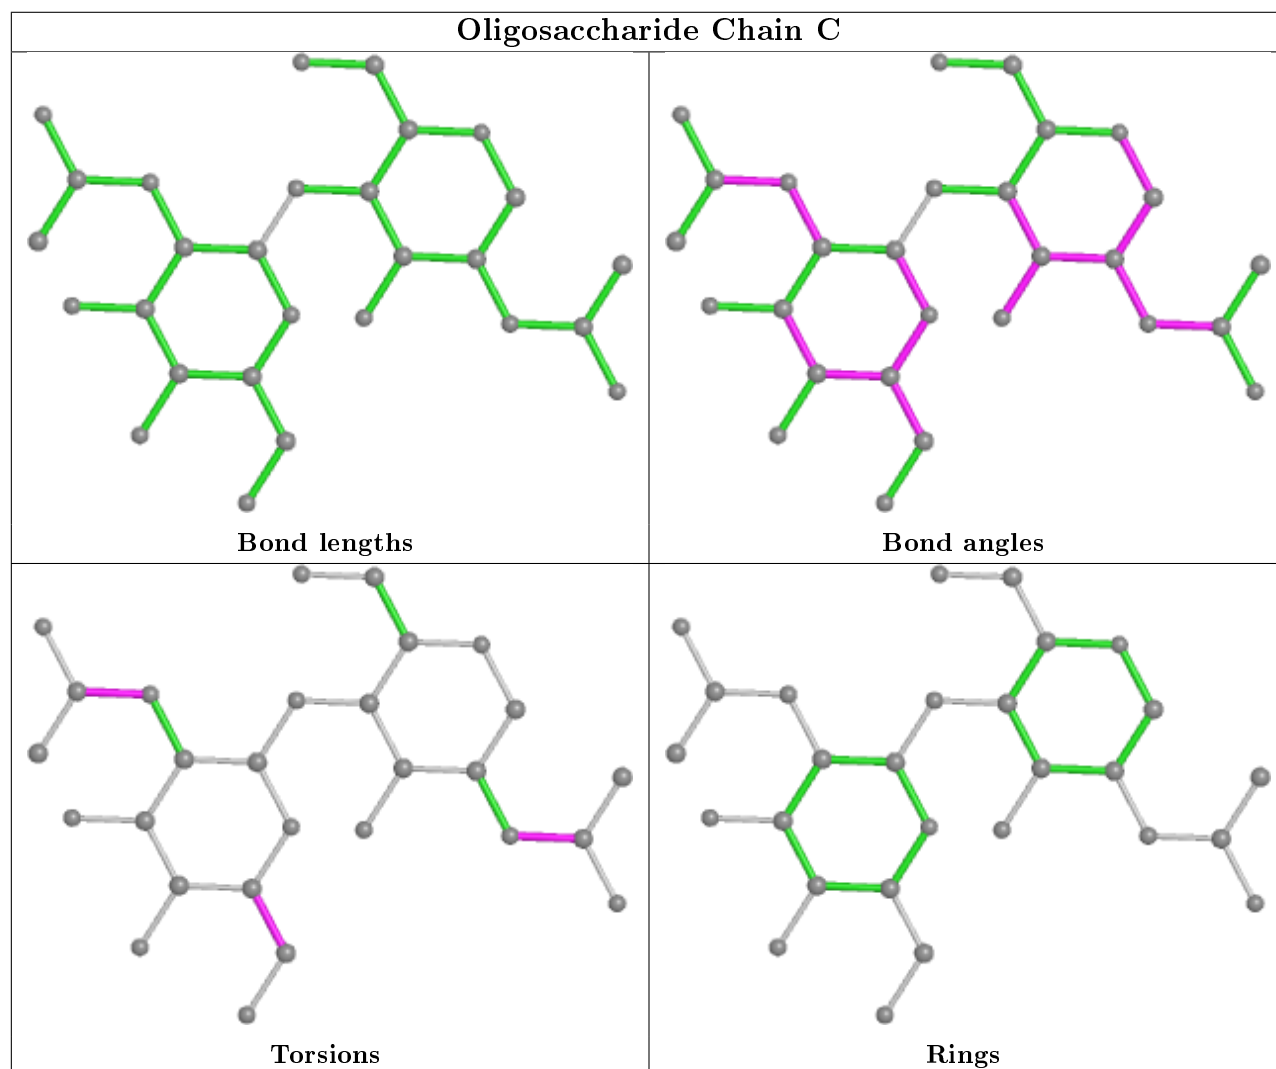 Oligosaccharide Chain C
Bond lengths
Bond angles
Torsions
Rings